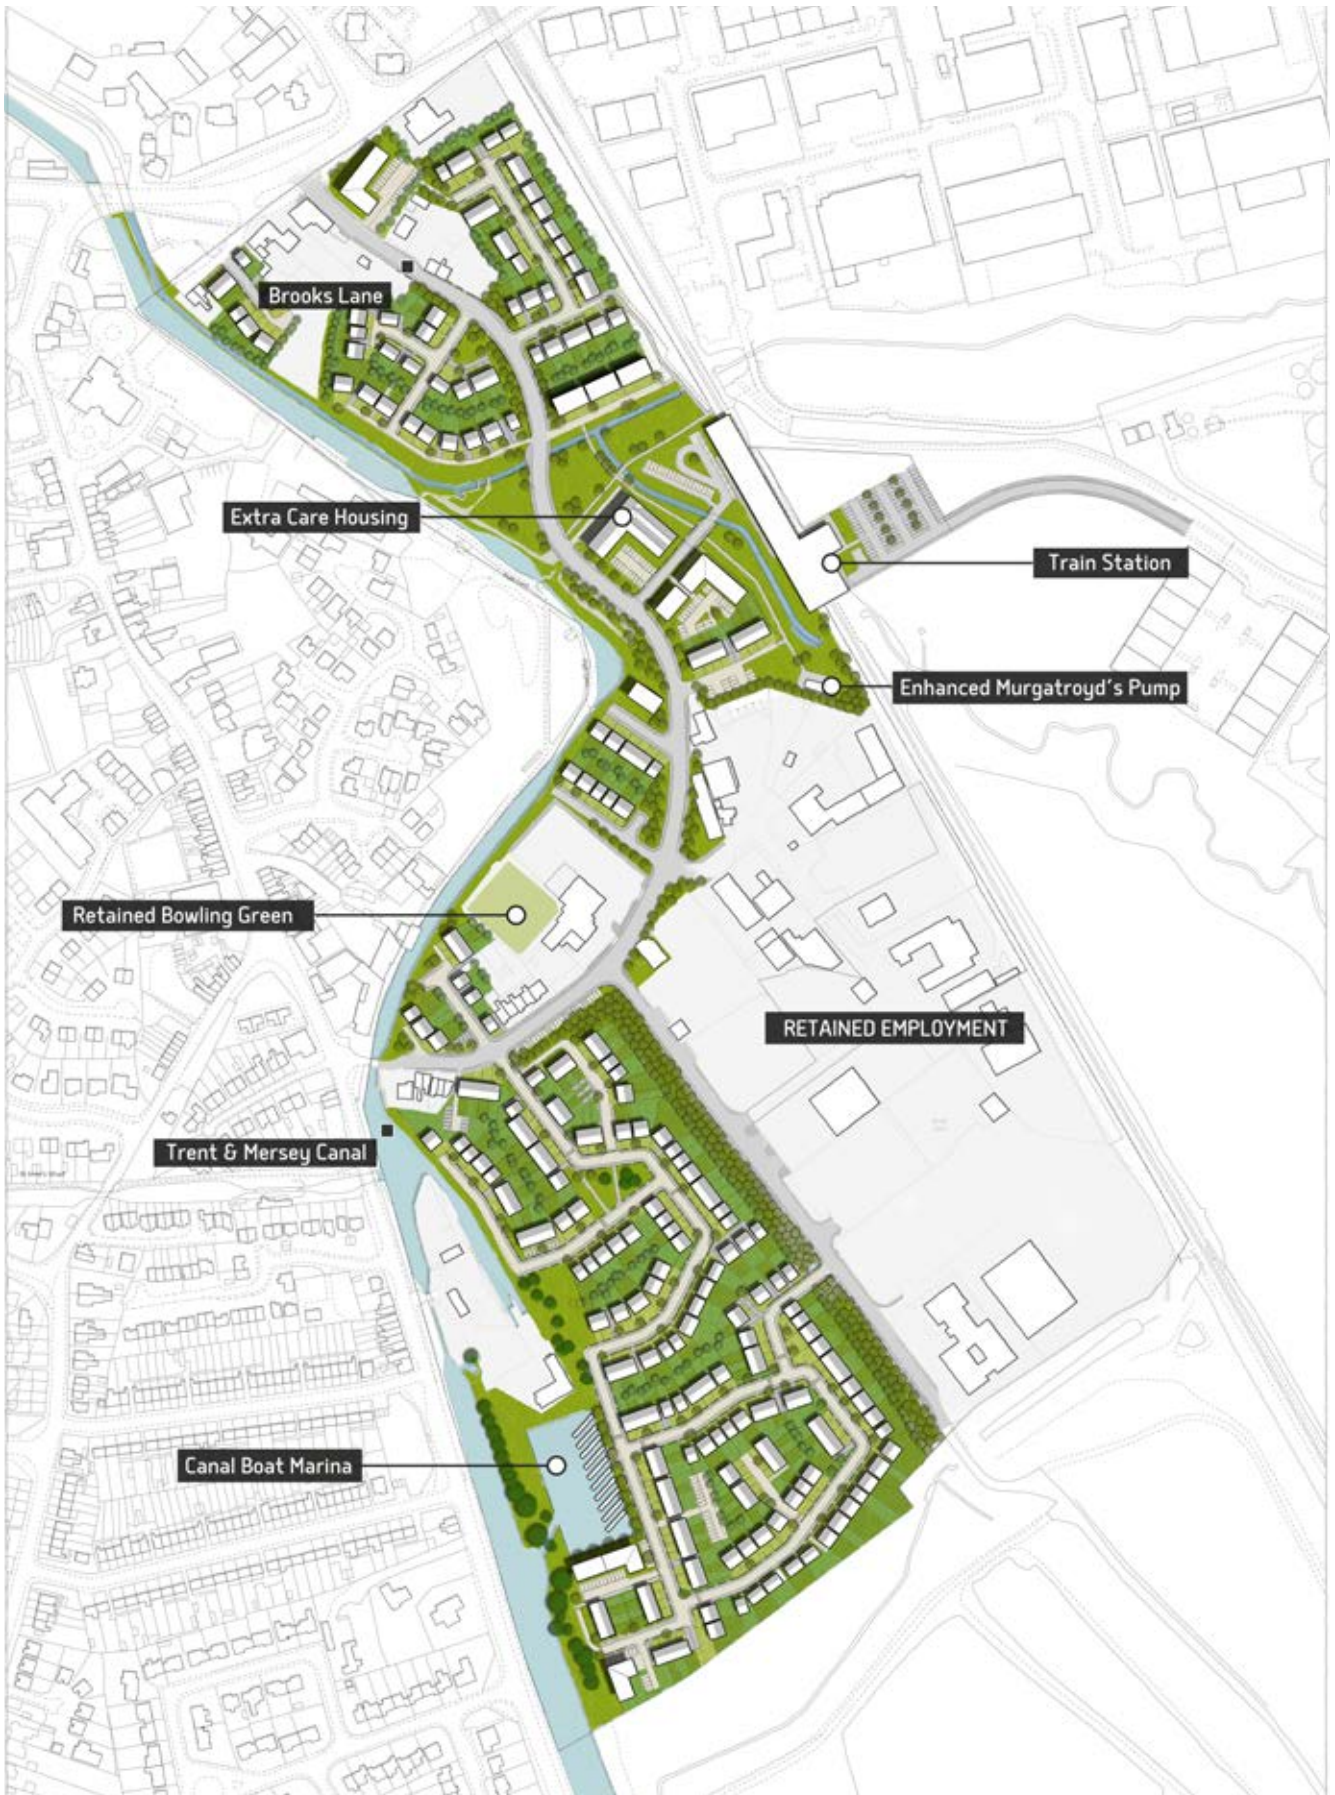 Brooks Lane
Extra Care Housing
Train Station
Enhanced Murgatroyd's Pump
Retained Bowling Green
RETAINED EMPLOYMENT
Trent & Mersey Canal
Canal Boat Marina